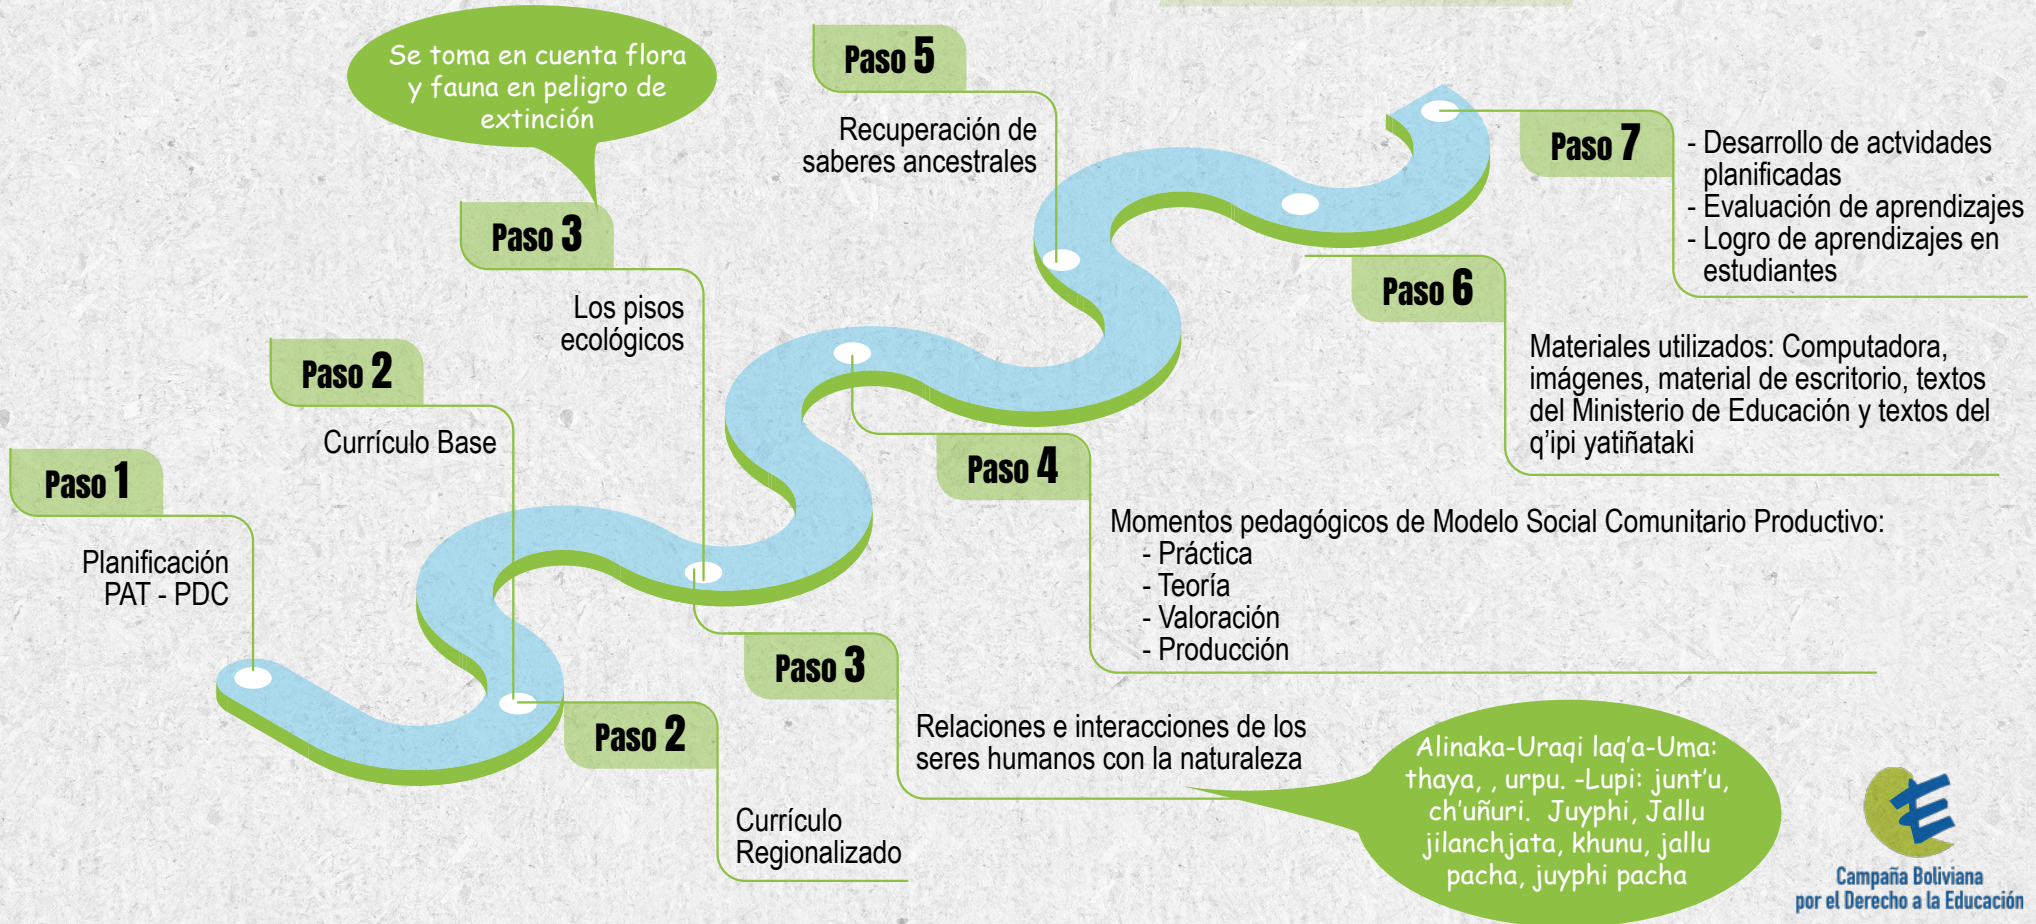 Paso 1
Planificación
PAT - PDC
Paso 2
Currículo Base
Paso 2
Currículo
Regionalizado
Se toma en cuenta flora
y fauna en peligro de
extinción
Paso 3
Los pisos
ecológicos
Paso 3
Relaciones e interacciones de los
seres humanos con la naturaleza
Alinaka-Uraqi laq'a-Uma:
thaya, , urpu. -Lupi: junt'u,
ch'uñuri. Juyphi, Jallu
jilanchjata, khunu, jallu
pacha, juyphi pacha
Paso 4
Momentos pedagógicos de Modelo Social Comunitario Productivo:
- Práctica
- Teoría
- Valoración
- Producción
Paso 5
Recuperación de
saberes ancestrales
Paso 6
Materiales utilizados: Computadora,
imágenes, material de escritorio, textos
del Ministerio de Educación y textos del
q'ipi yatiñataki
Paso 7
- Desarrollo de actvidades
planificadas
- Evaluación de aprendizajes
- Logro de aprendizajes en
estudiantes
Campaña Boliviana
por el Derecho a la Educación